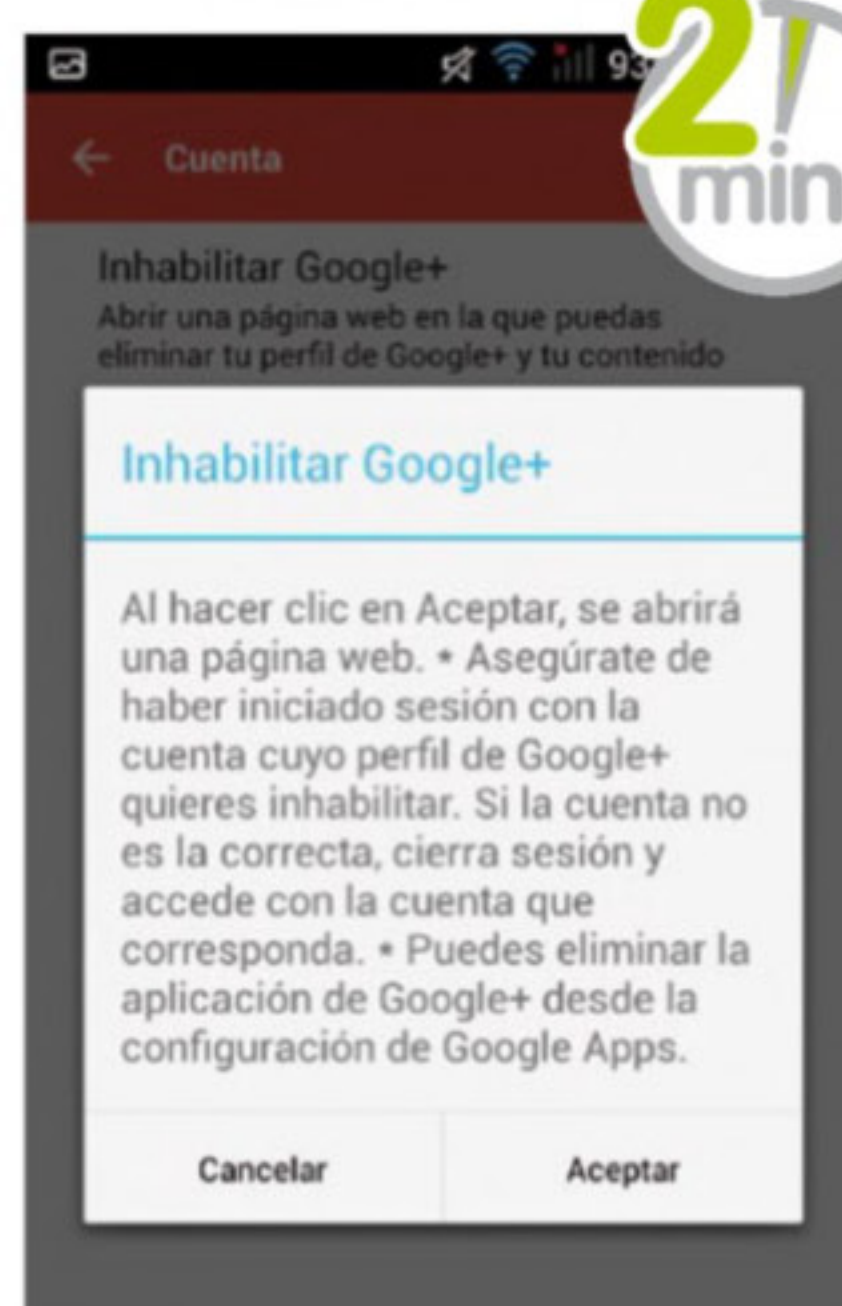 93
2
min
Cuenta
Inhabilitar Google+
Abrir una página web en la que puedas
eliminar tu perfil de Google+ y tu contenido
Inhabilitar Google+
Al hacer clic en Aceptar, se abrirá
una página web. * Asegúrate de
haber iniciado sesión con la
cuenta cuyo perfil de Google+
quieres inhabilitar. Si la cuenta no
es la correcta, cierra sesión y
accede con la cuenta que
corresponda. * Puedes eliminar la
aplicación de Google+ desde la
configuración de Google Apps.
Cancelar
Aceptar